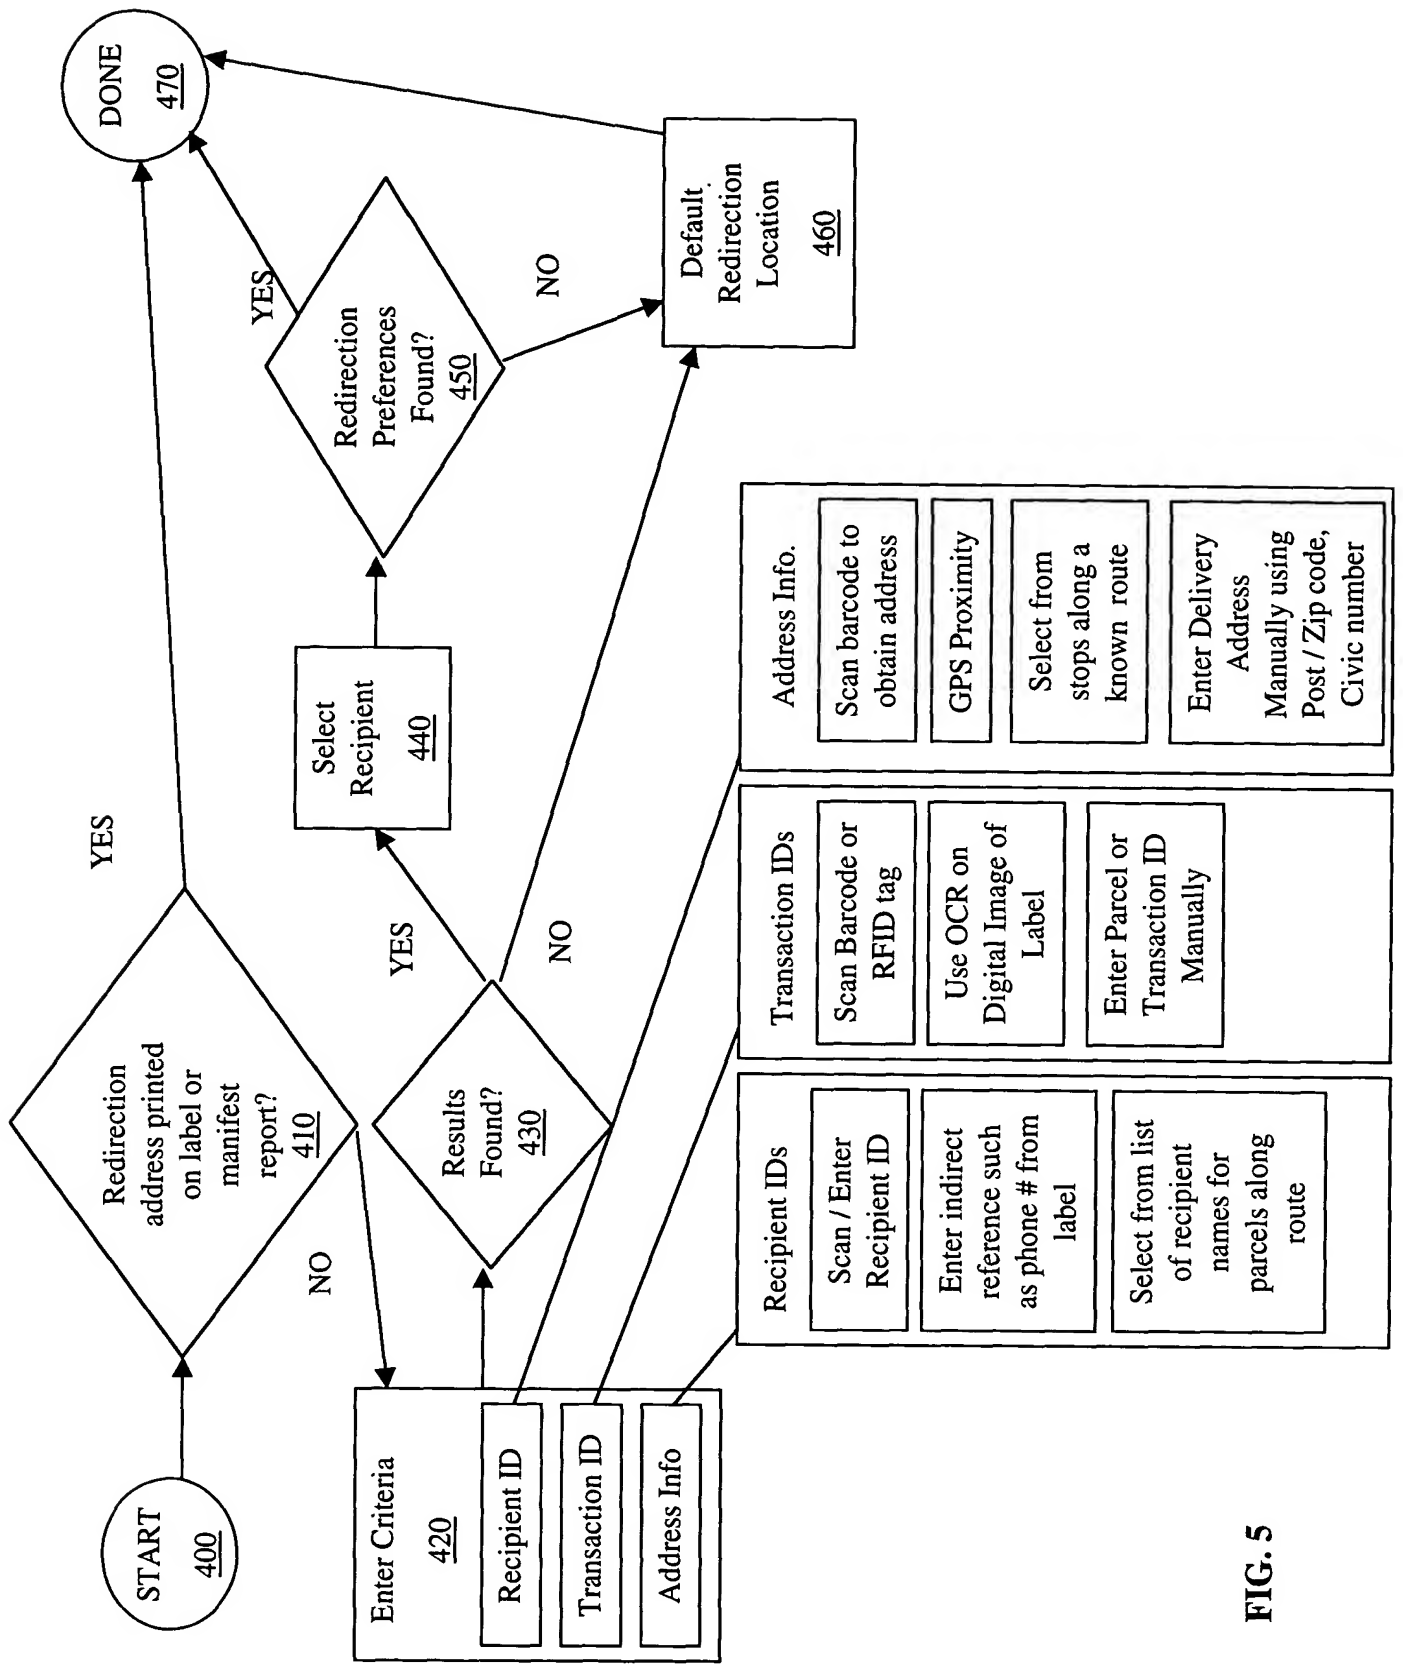 START
400
Redirection
address printed
on label or
manifest
report?
410
YES
NO
Enter Criteria
420
Recipient ID
Transaction ID
Address Info
Results
Found?
430
YES
NO
Select
Recipient
440
Redirection
Preferences
Found?
450
YES
NO
Default
Redirection
Location
460
DONE
470
Recipient IDs
Scan / Enter
Recipient ID
Enter indirect
reference such
as phone # from
label
Select from list
of recipient
names for
parcels along
route
Transaction IDs
Scan Barcode or
RFID tag
Use OCR on
Digital Image of
Label
Enter Parcel or
Transaction ID
Manually
Address Info.
Scan barcode to
obtain address
GPS Proximity
Select from
stops along a
known route
Enter Delivery
Address
Manually using
Post / Zip code,
Civic number
FIG. 5